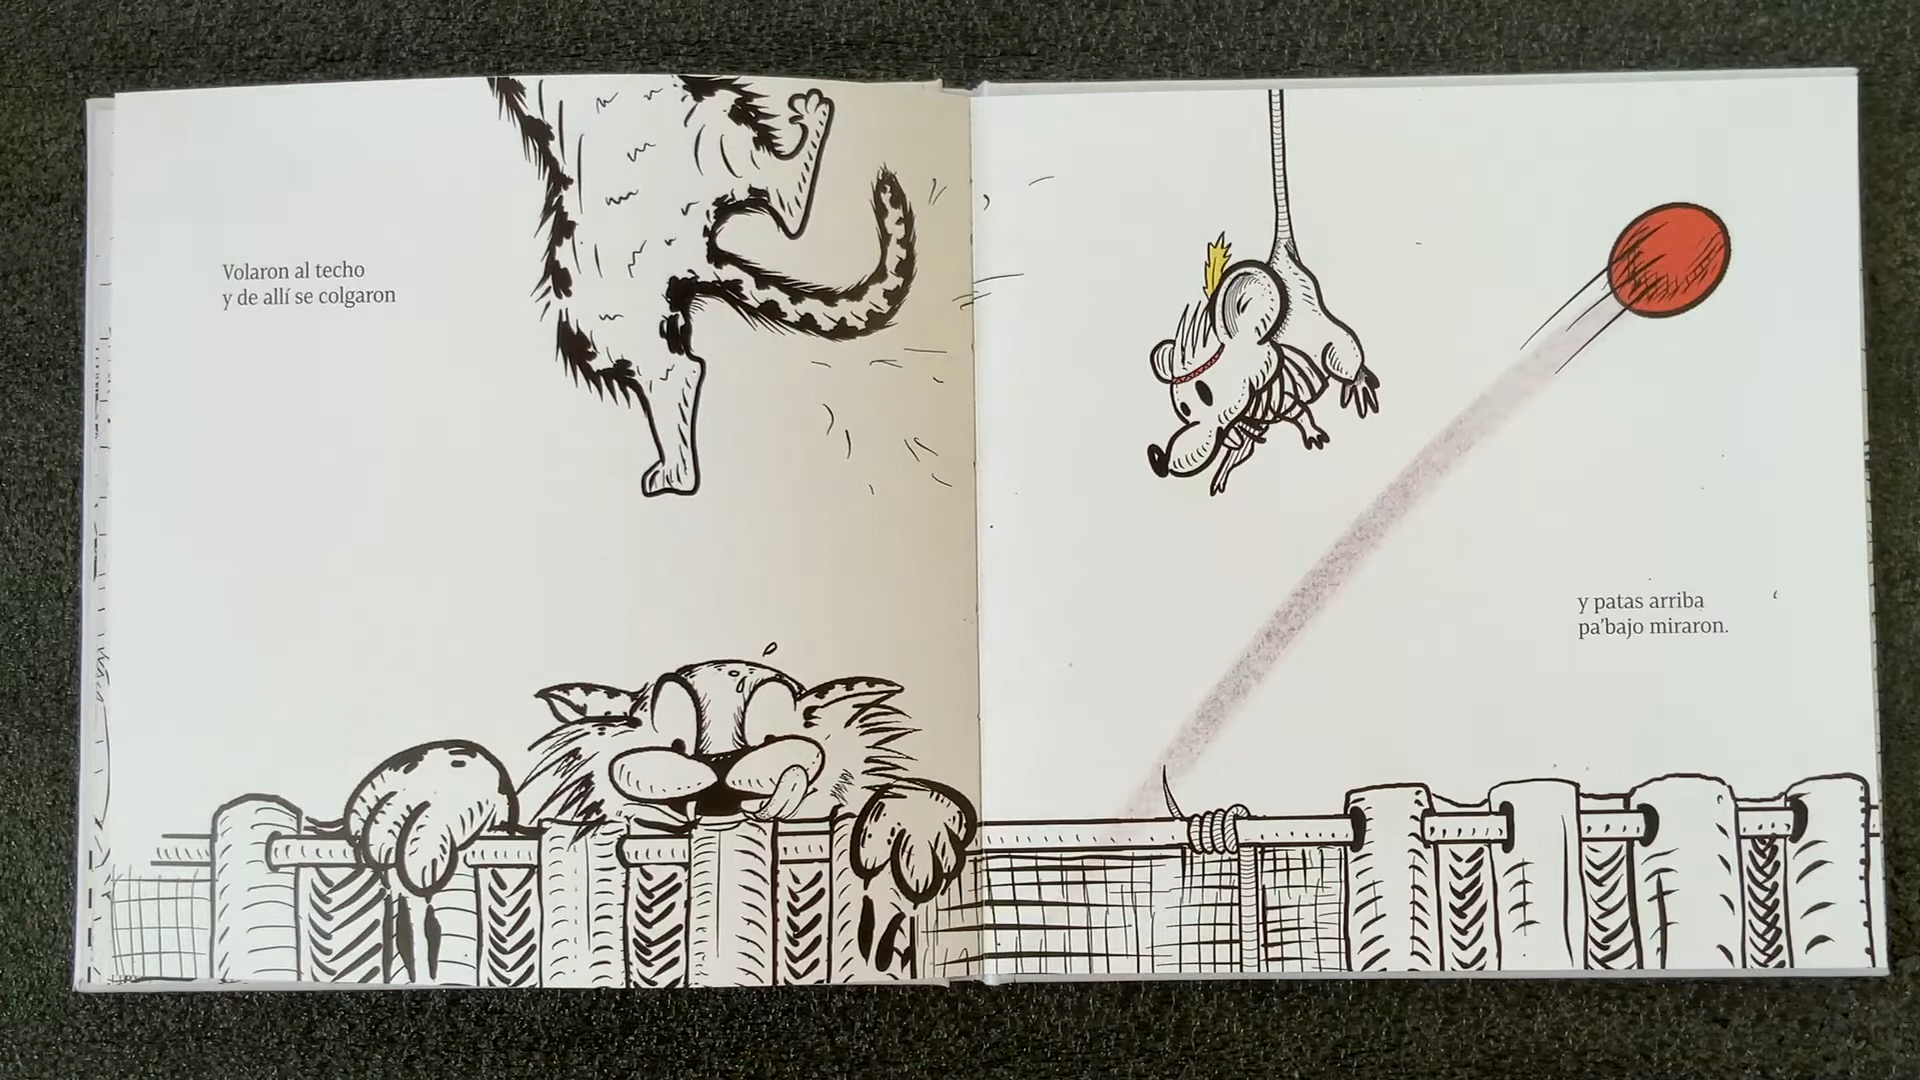 Volaron al techo
y de allí se colgaron
y patas arriba
pa'bajo miraron.